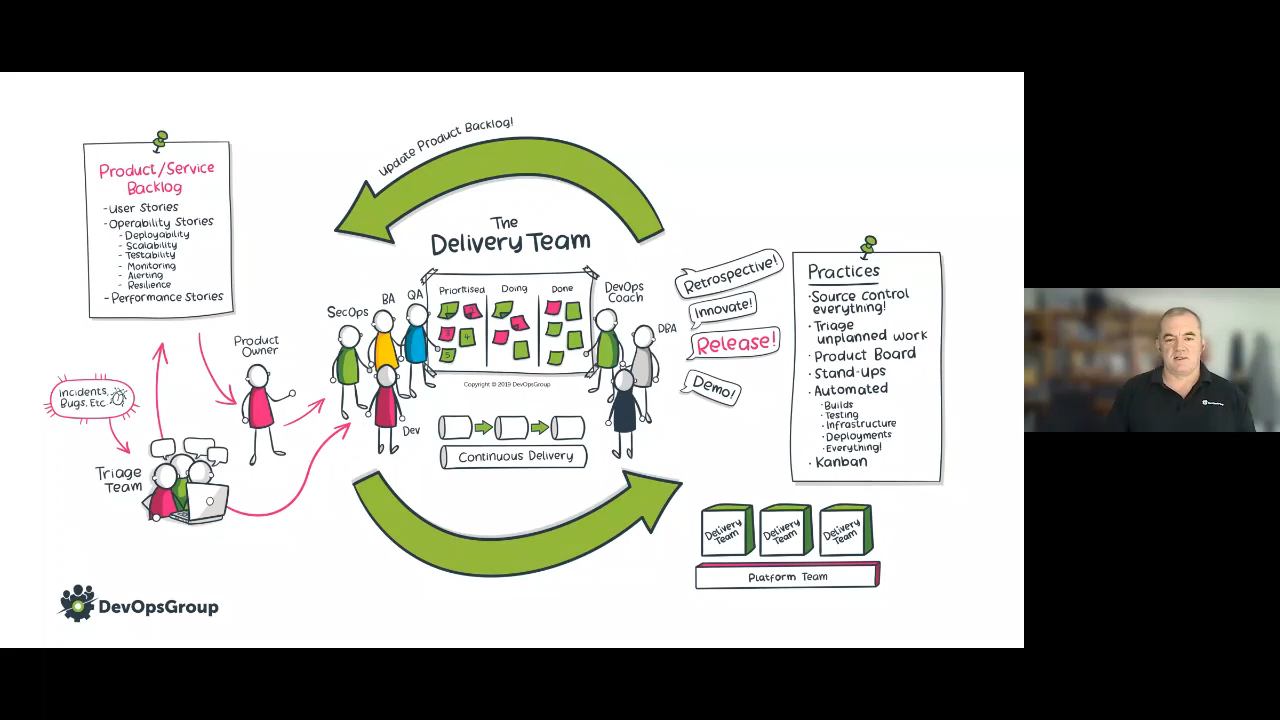 Update Product Backlog!
Product/Service
Backlog
-User Stories
-Operability Stories
- Deployability
- Scalability
- Testability
- Monitoring
- Alerting
- Resilience
- Performance Stories
Incidents,
Bugs, Etc
Triage
Team
Product
Owner
The
Delivery Team
SecOps
BA
QA
Dev
Prioritised
Doing
Done
DevOps
Coach
DBA
Copyright © 2019 DevOpsGroup
Continuous Delivery
Retrospective!
Innovate!
Release!
Demo!
Practices
·Source control
everything!
·Triage
unplanned work
·Product Board
·Stand-ups
·Automated
·Builds
·Testing
·Infrastructure
·Deployments
·Everything!
·Kanban
Delivery
Team
Delivery
Team
Delivery
Team
Platform Team
DevOpsGroup